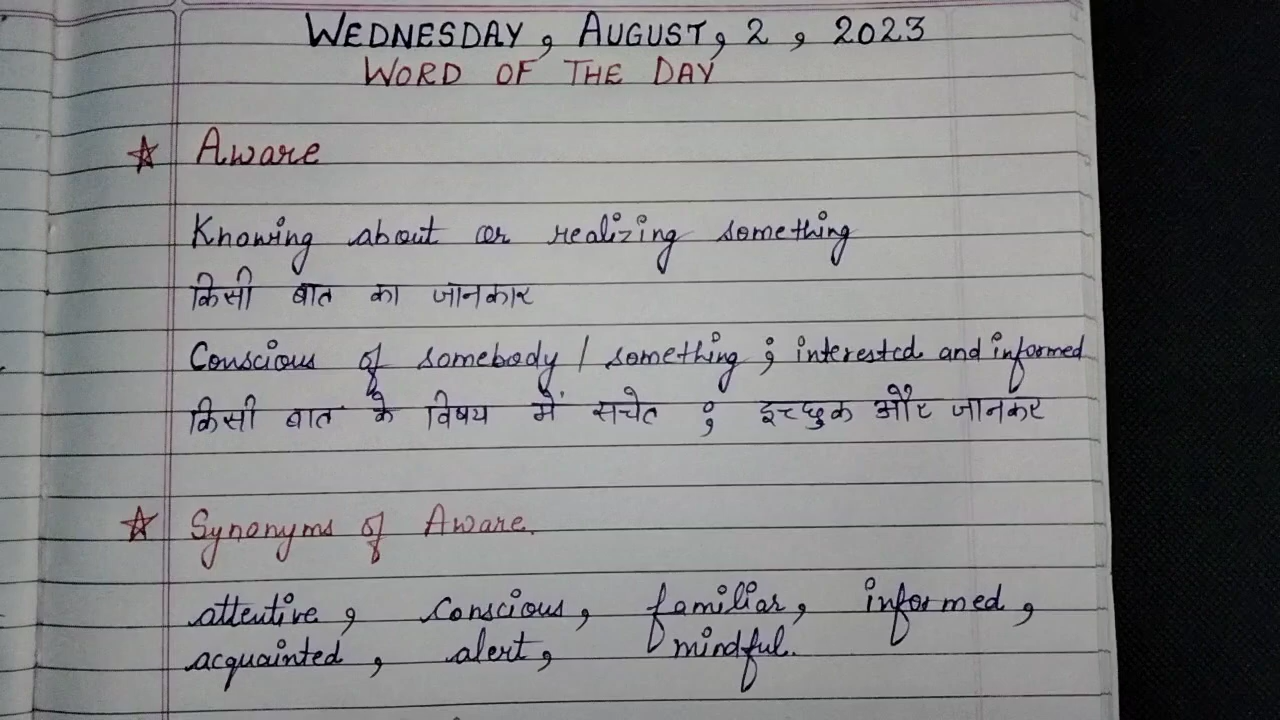 WEDNESDAY, AUGUST, 2, 2023
WORD OF THE DAY
☆ Aware
Knowing about or realizing something
किसी बात का जानकार
Conscious of somebody / something ; interested and informed
किसी बात के विषय में सचेत ; इच्छुक और जानकर
☆ Synonyms of Aware.
attentive, conscious, familiar, informed,
acquainted, alert, mindful.